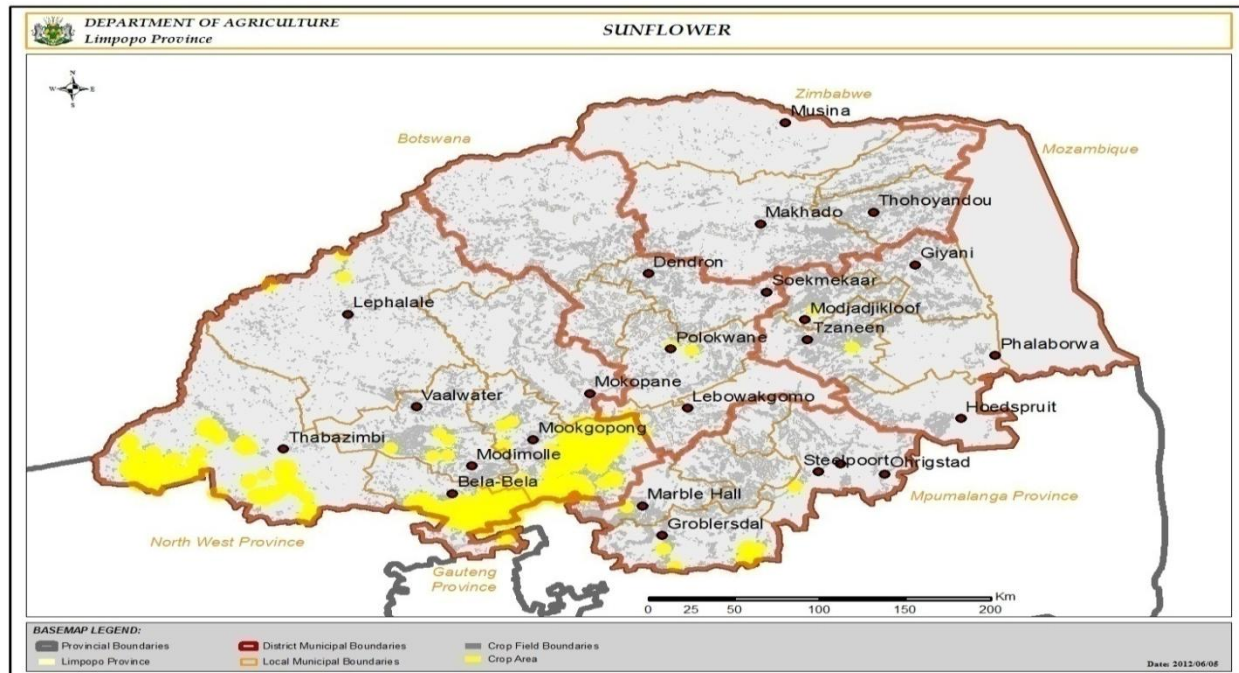 DEPARTMENT OF AGRICULTURE
Limpopo Province
SUNFLOWER
N
W E
S
Zimbabwe
Musina
Botswana
Mozambique
Thohoyandou
Makhado
Giyani
Dendron
Soekmekaar
Lephalale
Modjadjikloof
Tzaneen
Polokwane
Phalaborwa
Mokopane
Vaalwater
Lebowakgomo
Hoedspruit
Mookgopong
Thabazimbi
Modimolle
Steelpoort
Ohrigstad
Bela-Bela
Marble Hall
Mpumalanga Province
Groblersdal
North West Province
Gauteng
Province
Km
0 25 50 100 150 200
BASEMAP LEGEND:
Provincial Boundaries
District Municipal Boundaries
Crop Field Boundaries
Limpopo Province
Local Municipal Boundaries
Crop Area
Date: 2012/06/05